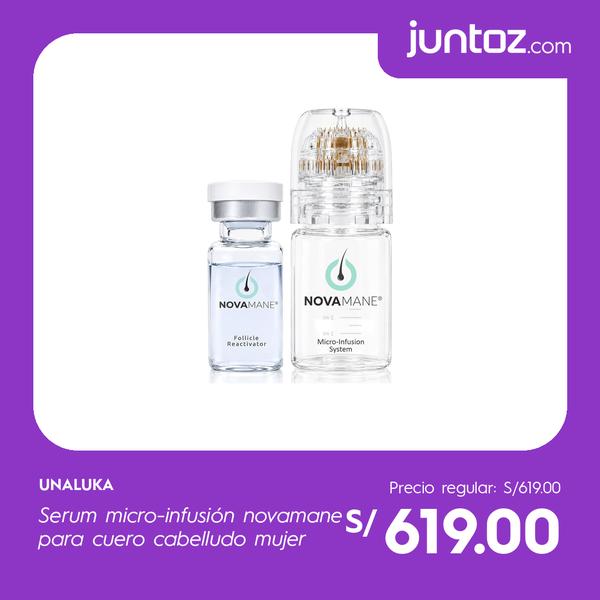 juntoz.com
NOVAMANE®
Follicle
Reactivator
NOVAMANE®
Micro-Infusion
System
UNALUKA
Serum micro-infusión novamane
para cuero cabelludo mujer
Precio regular: S/619.00
S/ 619.00